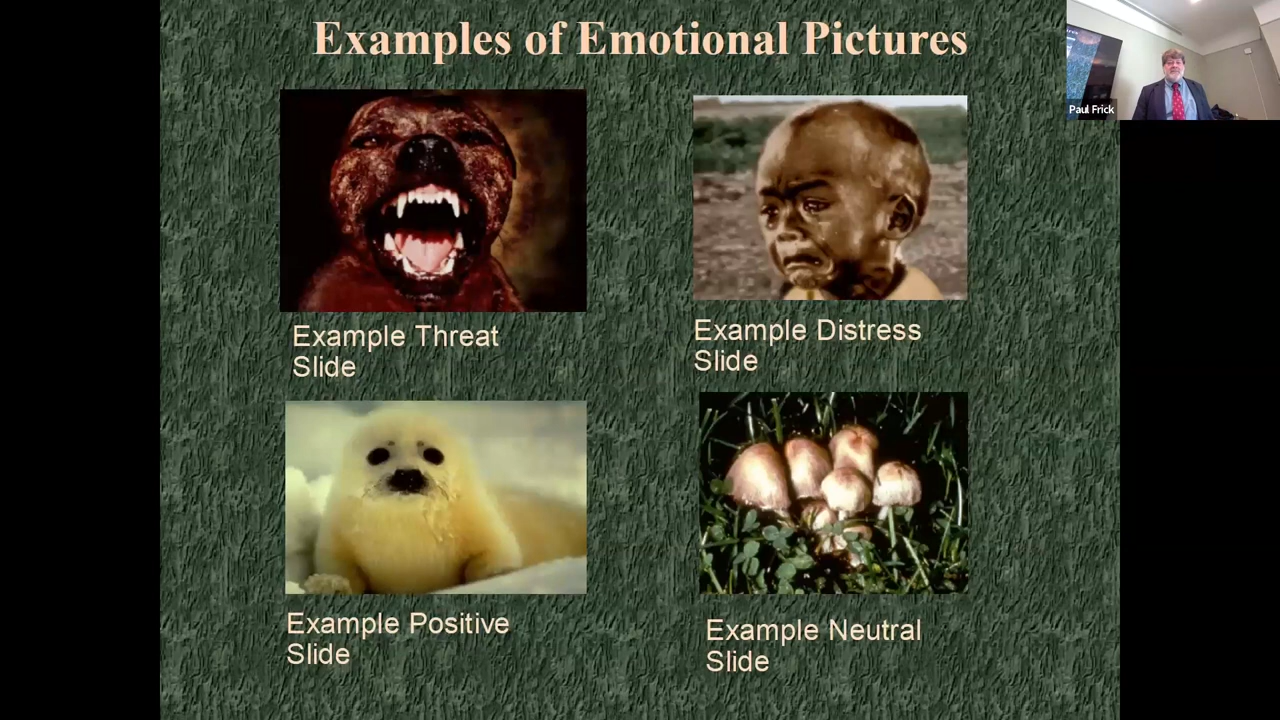 Examples of Emotional Pictures
Paul Frick
Example Threat
Slide
Example Distress
Slide
Example Positive
Slide
Example Neutral
Slide